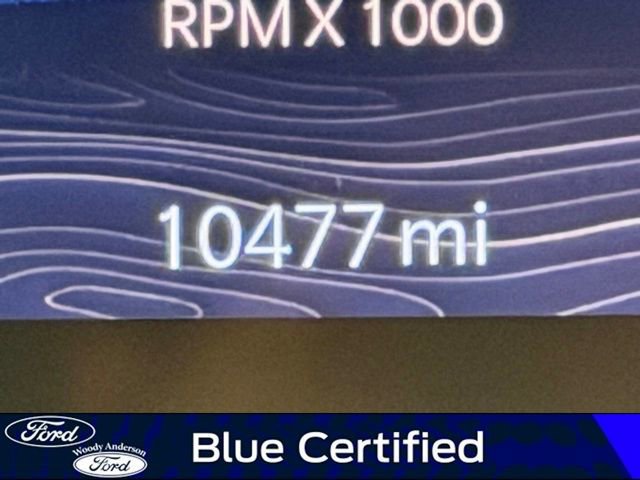 RPM X 1000
10477 mi
Ford
Woody Anderson
Ford
Blue Certified